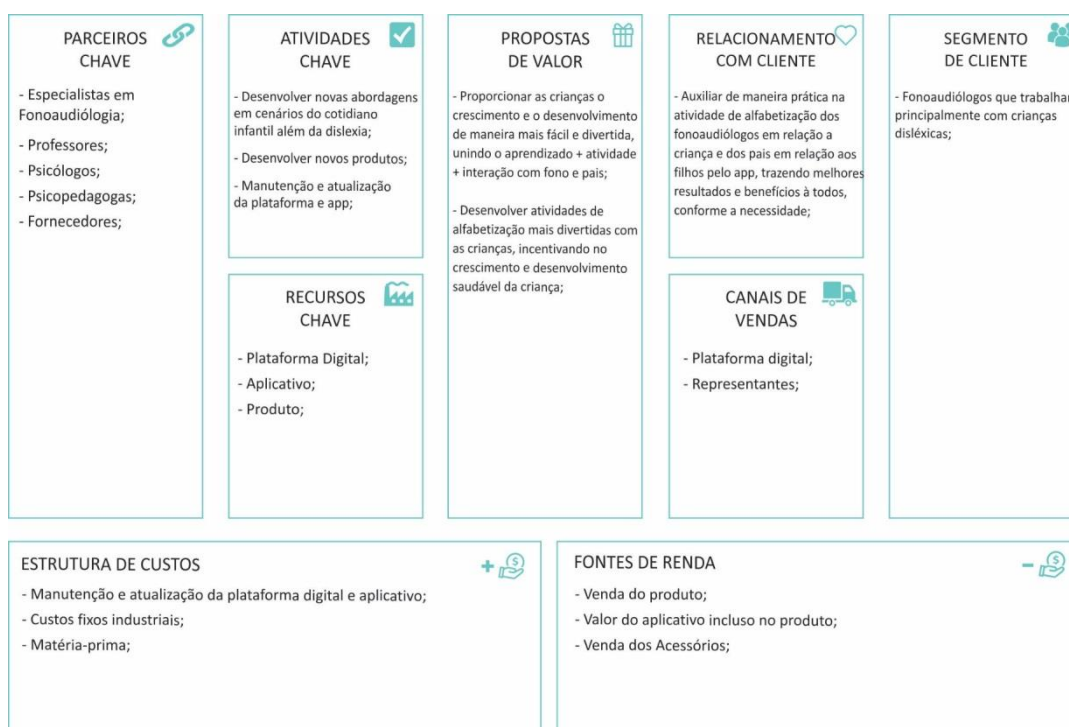 PARCEIROS
CHAVE
- Especialistas em
Fonoaudiólogia;
- Professores;
- Psicólogos;
- Psicopedagogas;
- Fornecedores;
ATIVIDADES
CHAVE
- Desenvolver novas abordagens
em cenários do cotidiano
infantil além da dislexia;
- Desenvolver novos produtos;
- Manutenção e atualização
da plataforma e app;
RECURSOS
CHAVE
- Plataforma Digital;
- Aplicativo;
- Produto;
PROPOSTAS
DE VALOR
- Proporcionar as crianças o
crescimento e o desenvolvimento
de maneira mais fácil e divertida,
unindo o aprendizado + atividade
+ interação com fono e pais;
- Desenvolver atividades de
alfabetização mais divertidas com
as crianças, incentivando no
crescimento e desenvolvimento
saudável da criança;
RELACIONAMENTO
COM CLIENTE
- Auxiliar de maneira prática na
atividade de alfabetização dos
fonoaudiólogos em relação a
criança e dos pais em relação aos
filhos pelo app, trazendo melhores
resultados e benefícios à todos,
conforme a necessidade;
CANAIS DE
VENDAS
- Plataforma digital;
- Representantes;
SEGMENTO
DE CLIENTE
- Fonoaudiólogos que trabalham
principalmente com crianças
disléxicas;
ESTRUTURA DE CUSTOS
- Manutenção e atualização da plataforma digital e aplicativo;
- Custos fixos industriais;
- Matéria-prima;
FONTES DE RENDA
- Venda do produto;
- Valor do aplicativo incluso no produto;
- Venda dos Acessórios;